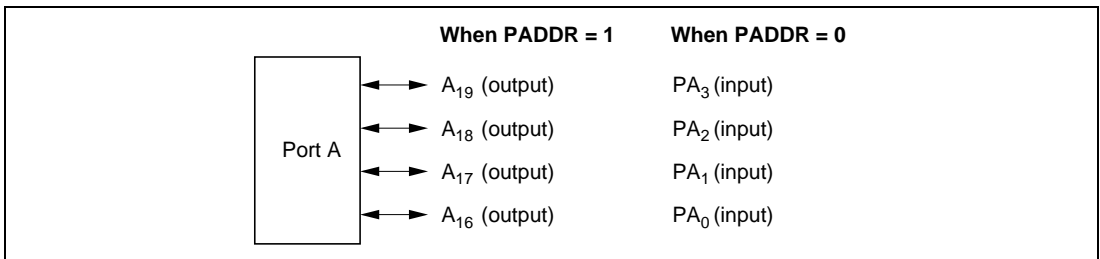 When PADDR = 1 When PADDR = 0
A19 (output) PA3 (input)
A18 (output) PA2 (input)
Port A
A17 (output) PA1 (input)
A16 (output) PA0 (input)